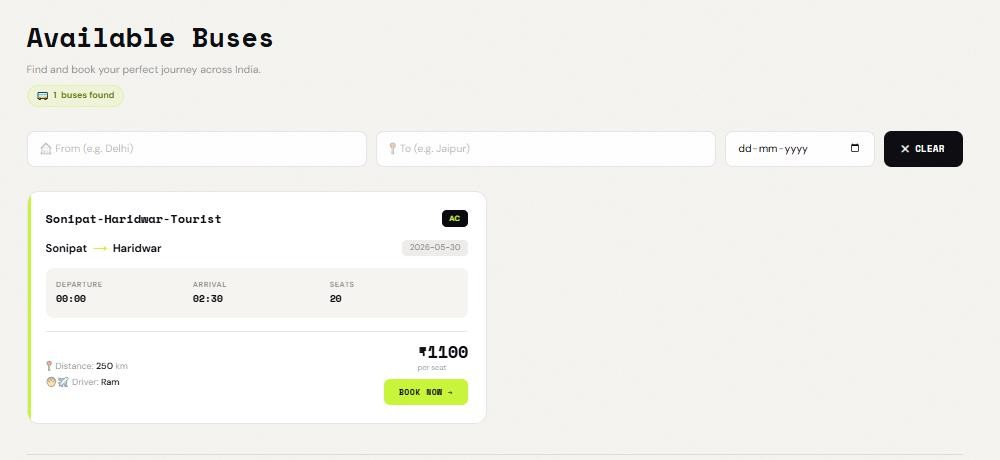 Available Buses
Find and book your perfect journey across India.
1 buses found
From (e.g. Delhi)
To (e.g. Jaipur)
dd-mm-yyyy
✕ CLEAR
Sonipat-Haridwar-Tourist
AC
Sonipat → Haridwar
2026-05-30
DEPARTURE
00:00
ARRIVAL
02:30
SEATS
20
Distance: 250 km
Driver: Ram
₹1100
per seat
BOOK NOW →